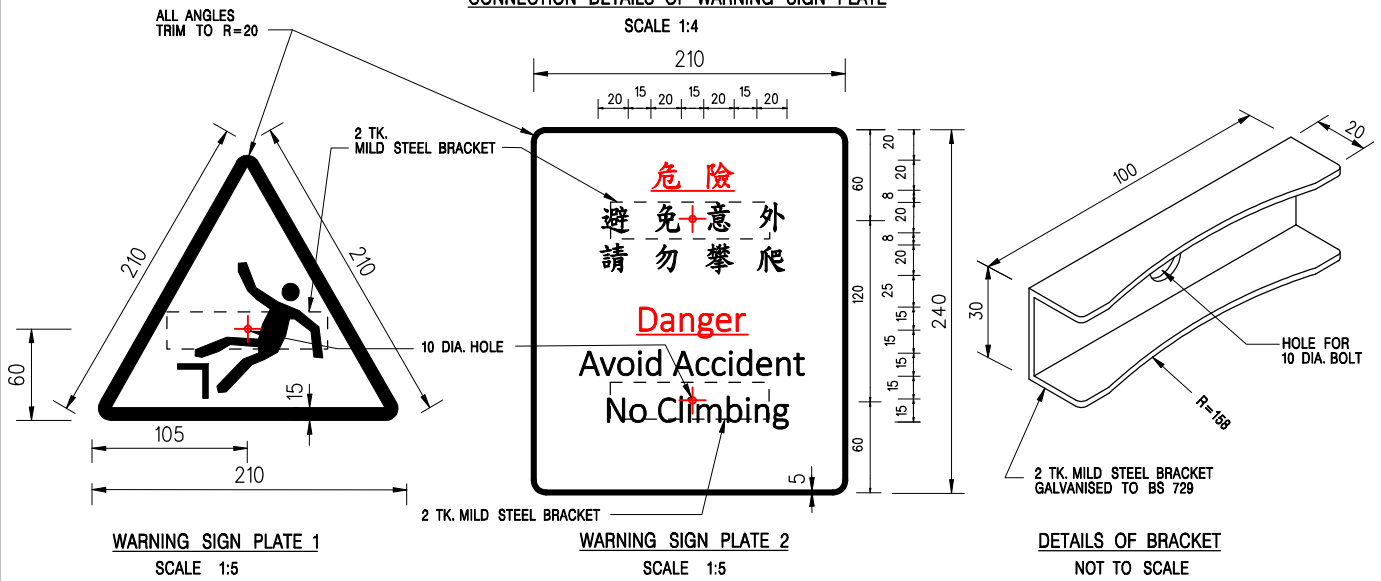 CONNECTION DETAILS OF WARNING SIGN PLATE
SCALE 1:4
ALL ANGLES
TRIM TO R=20
210
210
105
210
60
15
2 TK.
MILD STEEL BRACKET
10 DIA. HOLE
2 TK. MILD STEEL BRACKET
WARNING SIGN PLATE 1
SCALE 1:5
210
20 15 20 15 20 15 20
危 險
避 免 意 外
請 勿 攀 爬
Danger
Avoid Accident
No Climbing
5
60
120
60
20
20
8
20
8
20
25
15
15
15
15
15
240
WARNING SIGN PLATE 2
SCALE 1:5
100
20
30
HOLE FOR
10 DIA. BOLT
R=158
2 TK. MILD STEEL BRACKET
GALVANISED TO BS 729
DETAILS OF BRACKET
NOT TO SCALE